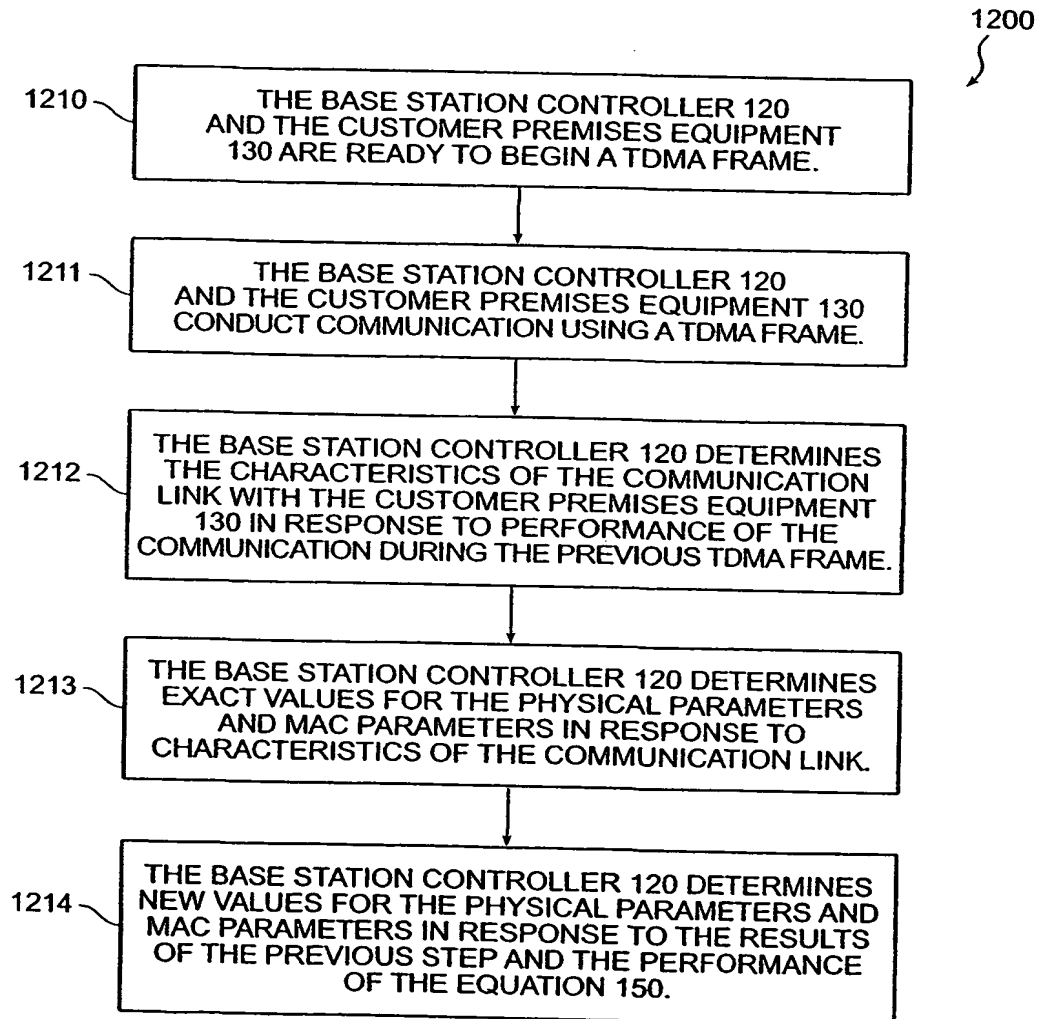 1200
1210
THE BASE STATION CONTROLLER 120
AND THE CUSTOMER PREMISES EQUIPMENT
130 ARE READY TO BEGIN A TDMA FRAME.
1211
THE BASE STATION CONTROLLER 120
AND THE CUSTOMER PREMISES EQUIPMENT 130
CONDUCT COMMUNICATION USING A TDMA FRAME.
1212
THE BASE STATION CONTROLLER 120 DETERMINES
THE CHARACTERISTICS OF THE COMMUNICATION
LINK WITH THE CUSTOMER PREMISES EQUIPMENT
130 IN RESPONSE TO PERFORMANCE OF THE
COMMUNICATION DURING THE PREVIOUS TDMA FRAME.
1213
THE BASE STATION CONTROLLER 120 DETERMINES
EXACT VALUES FOR THE PHYSICAL PARAMETERS
AND MAC PARAMETERS IN RESPONSE TO
CHARACTERISTICS OF THE COMMUNICATION LINK.
1214
THE BASE STATION CONTROLLER 120 DETERMINES
NEW VALUES FOR THE PHYSICAL PARAMETERS AND
MAC PARAMETERS IN RESPONSE TO THE RESULTS
OF THE PREVIOUS STEP AND THE PERFORMANCE
OF THE EQUATION 150.